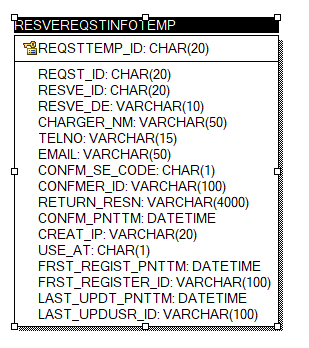 RESVEREQSTINFOTEMP
REQSTTEMP_ID: CHAR(20)
REQST_ID: CHAR(20)
RESVE_ID: CHAR(20)
RESVE_DE: VARCHAR(10)
CHARGER_NM: VARCHAR(50)
TELNO: VARCHAR(15)
EMAIL: VARCHAR(50)
CONFM_SE_CODE: CHAR(1)
CONFMER_ID: VARCHAR(100)
RETURN_RESN: VARCHAR(4000)
CONFM_PNTTM: DATETIME
CREAT_IP: VARCHAR(20)
USE_AT: CHAR(1)
FRST_REGIST_PNTTM: DATETIME
FRST_REGISTER_ID: VARCHAR(100)
LAST_UPDT_PNTTM: DATETIME
LAST_UPDUSR_ID: VARCHAR(100)